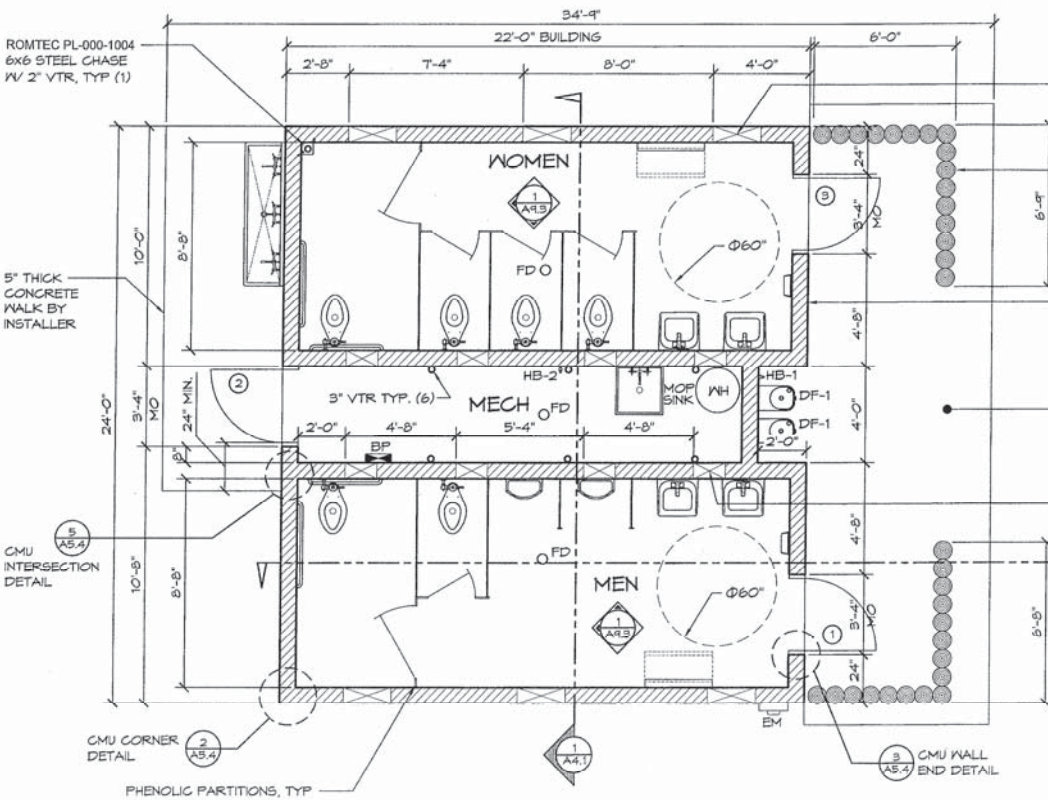 34'-9"
22'-0" BUILDING
6'-0"
2'-8"
7'-4"
8'-0"
4'-0"
ROMTEC PL-000-1004
6x6 STEEL CHASE
W/ 2" VTR, TYP (1)
WOMEN
1
A9.3
24"
3
3'-4"
MO
6'-9"
10'-0"
8'-8"
FD
Φ60"
5" THICK
CONCRETE
WALK BY
INSTALLER
4'-8"
2
3" VTR TYP. (6)
MECH
HB-2
FD
MOP
SINK
WH
HB-1
DF-1
DF-1
4'-0"
24'-0"
3'-4"
MO
24" MIN.
8"
2'-0"
4'-8"
5'-4"
4'-8"
2'-0"
BP
5
A5.4
CMU
INTERSECTION
DETAIL
10'-8"
8'-8"
FD
MEN
1
A9.3
Φ60"
4'-8"
3'-4"
MO
1
24"
8'-8"
EM
CMU CORNER
DETAIL
2
A5.4
1
A4.1
3
A5.4
CMU WALL
END DETAIL
PHENOLIC PARTITIONS, TYP